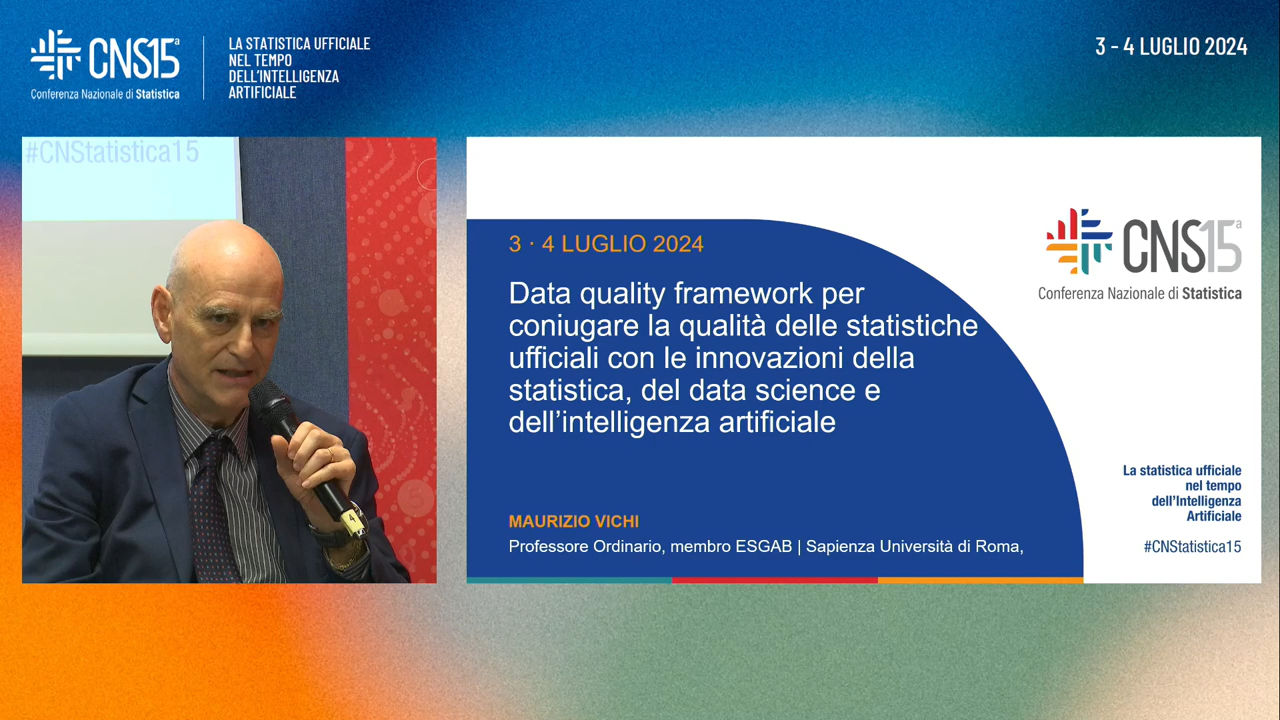 CNS15ª
Conferenza Nazionale di Statistica
LA STATISTICA UFFICIALE
NEL TEMPO
DELL'INTELLIGENZA
ARTIFICIALE
3 - 4 LUGLIO 2024
#CNStatistica15
4
3 · 4 LUGLIO 2024
Data quality framework per
coniugare la qualità delle statistiche
ufficiali con le innovazioni della
statistica, del data science e
dell'intelligenza artificiale
MAURIZIO VICHI
Professore Ordinario, membro ESGAB | Sapienza Università di Roma,
CNS15ª
Conferenza Nazionale di Statistica
La statistica ufficiale
nel tempo
dell'Intelligenza
Artificiale
#CNStatistica15